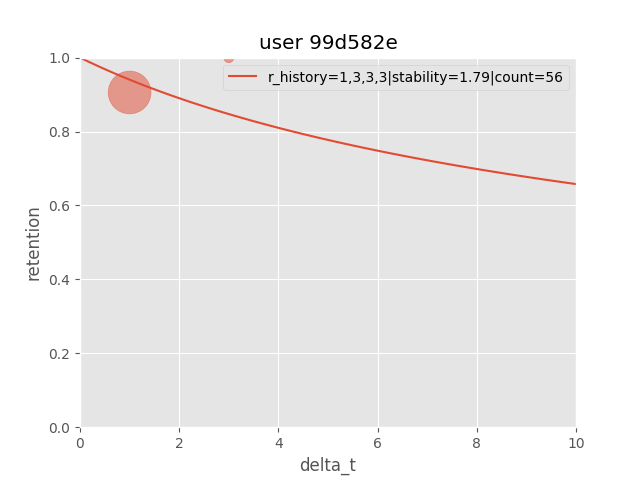 user 99d582e
r_history=1,3,3,3|stability=1.79|count=56
retention
1.0
0.8
0.6
0.4
0.2
0.0
0 2 4 6 8 10
delta_t